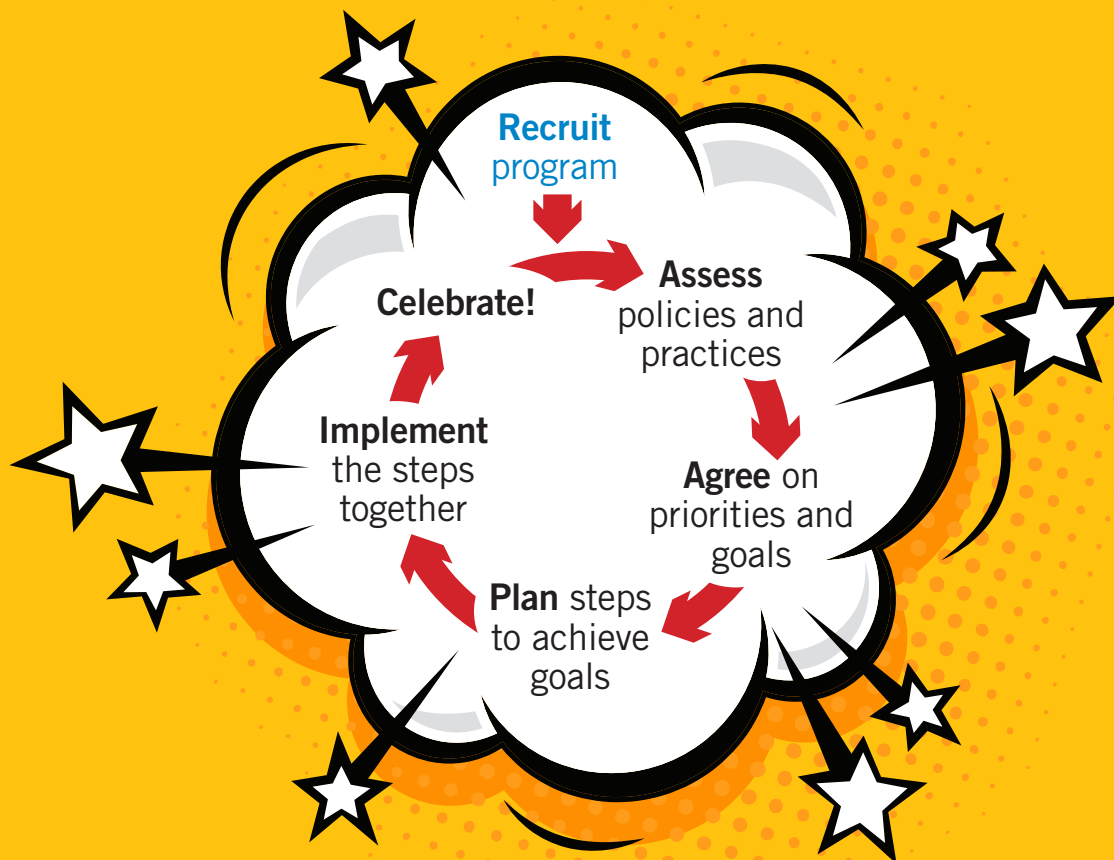 Recruit
program
Assess
policies and
practices
Agree on
priorities and
goals
Plan steps
to achieve
goals
Implement
the steps
together
Celebrate!